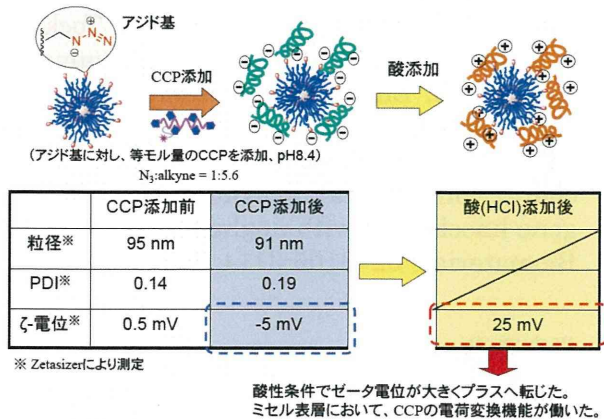 アジド基
N=N=N
⊕
⊖
CCP添加
酸添加
(アジド基に対し、等モル量のCCPを添加、pH8.4)
N₃:alkyne = 1:5.6
CCP添加前 CCP添加後 酸(HCl)添加後
粒径※ 95 nm 91 nm
PDI※ 0.14 0.19
ζ-電位※ 0.5 mV -5 mV 25 mV
※ Zetasizerにより測定
酸性条件でゼータ電位が大きくプラスへ転じた。
ミセル表層において、CCPの電荷変換機能が働いた。